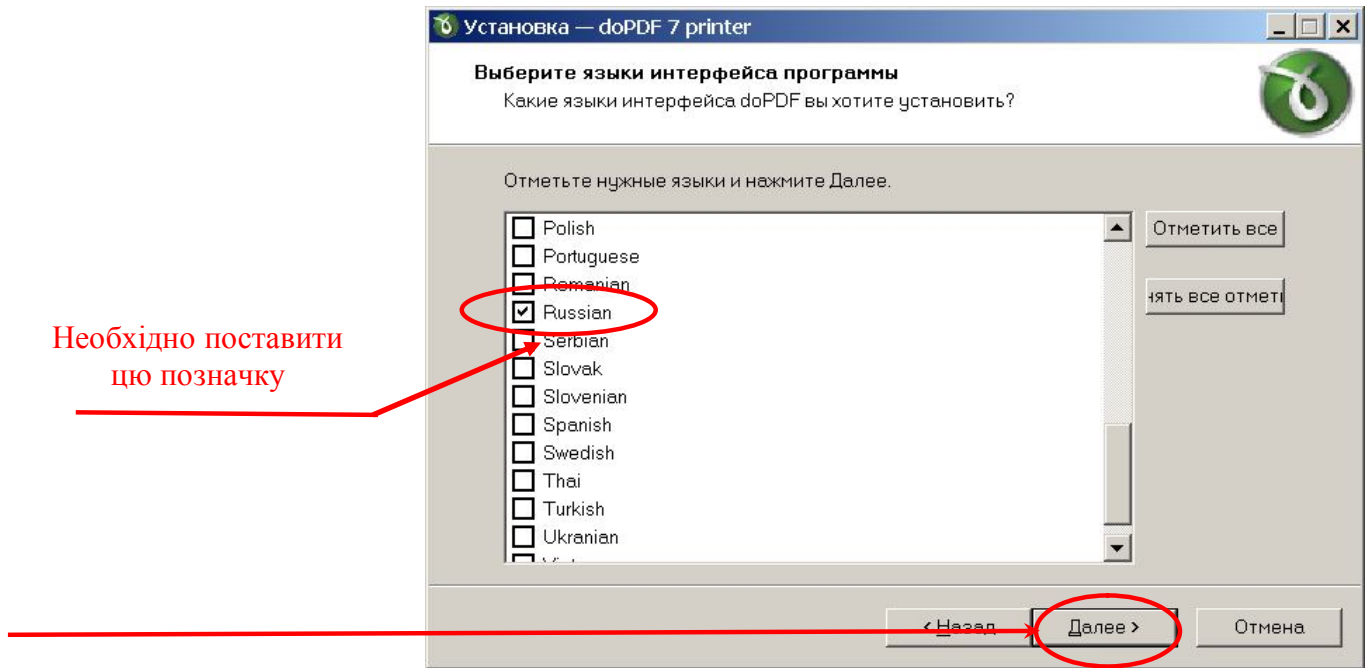 Установка — doPDF 7 printer
Выберите языки интерфейса программы
Какие языки интерфейса doPDF вы хотите установить?
Отметьте нужные языки и нажмите Далее.
Polish
Portuguese
Romanian
Russian
Serbian
Slovak
Slovenian
Spanish
Swedish
Thai
Turkish
Ukranian
Отметить все
нять все отмет
Необхідно поставити
цю позначку
< Назад
Далее >
Отмена